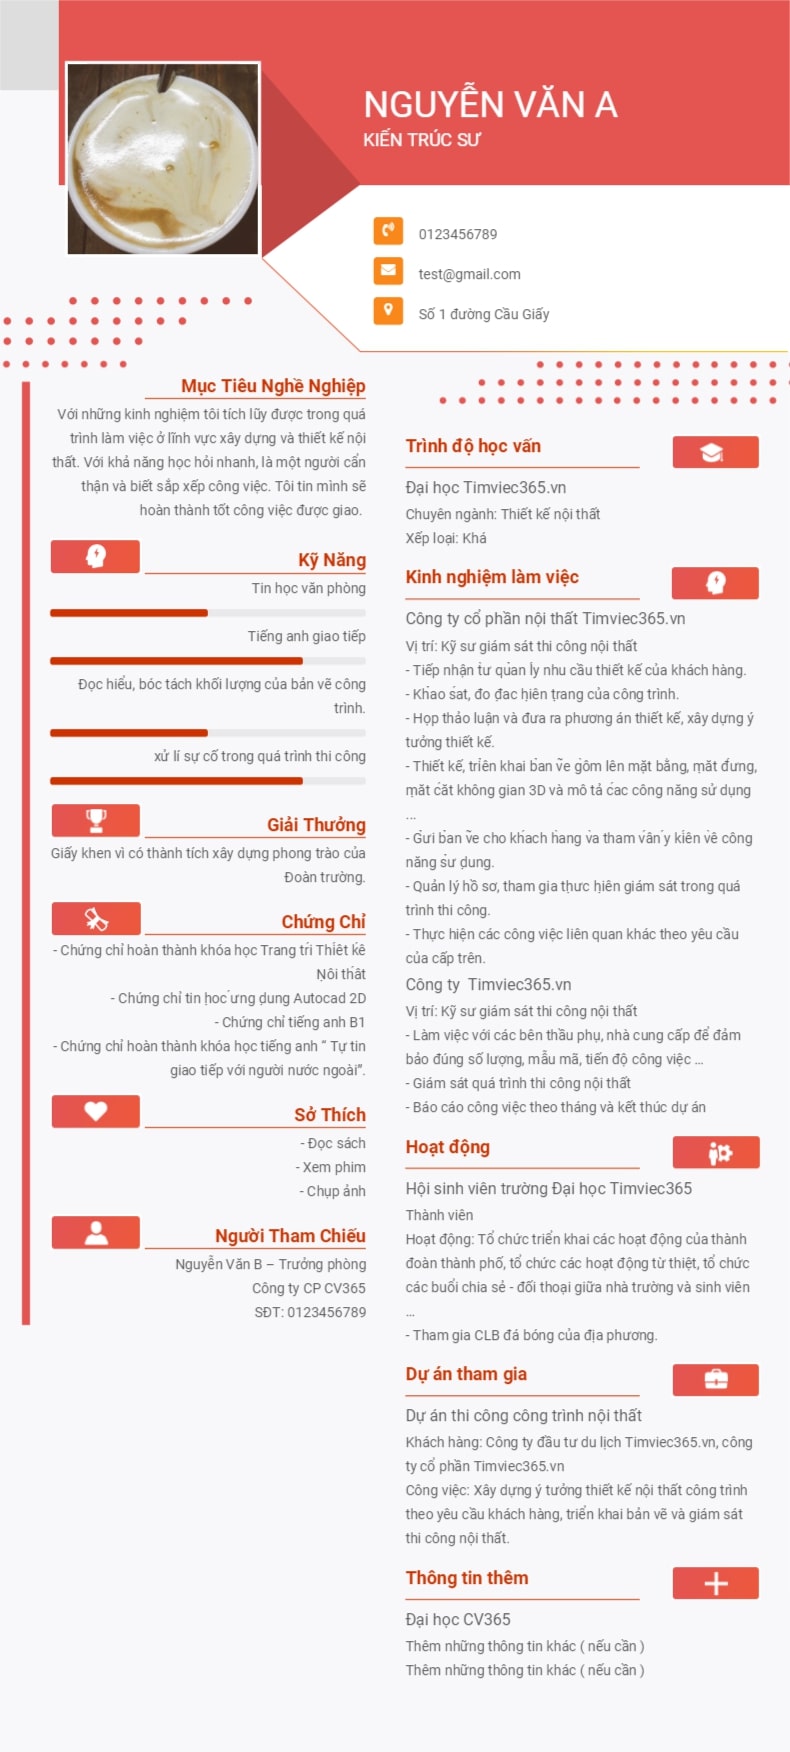 NGUYỄN VĂN A
KIẾN TRÚC SƯ
0123456789
test@gmail.com
Số 1 đường Cầu Giấy
Mục Tiêu Nghề Nghiệp
Với những kinh nghiệm tôi tích lũy được trong quá
trình làm việc ở lĩnh vực xây dựng và thiết kế nội
thất. Với khả năng học hỏi nhanh, là một người cẩn
thận và biết sắp xếp công việc. Tôi tin mình sẽ
hoàn thành tốt công việc được giao.
Kỹ Năng
Tin học văn phòng
Tiếng anh giao tiếp
Đọc hiểu, bóc tách khối lượng của bản vẽ công
trình.
xử lí sự cố trong quá trình thi công
Giải Thưởng
Giấy khen vì có thành tích xây dựng phong trào của
Đoàn trường.
Chứng Chỉ
- Chứng chỉ hoàn thành khóa học Trang trí Thiết kế
Nội thất
- Chứng chỉ tin học ứng dụng Autocad 2D
- Chứng chỉ tiếng anh B1
- Chứng chỉ hoàn thành khóa học tiếng anh “ Tự tin
giao tiếp với người nước ngoài”.
Sở Thích
- Đọc sách
- Xem phim
- Chụp ảnh
Người Tham Chiếu
Nguyễn Văn B – Trưởng phòng
Công ty CP CV365
SĐT: 0123456789
Trình độ học vấn
Đại học Timviec365.vn
Chuyên ngành: Thiết kế nội thất
Xếp loại: Khá
Kinh nghiệm làm việc
Công ty cổ phần nội thất Timviec365.vn
Vị trí: Kỹ sư giám sát thi công nội thất
- Tiếp nhận tư quản lý nhu cầu thiết kế của khách hàng.
- Khảo sát, đo đạc hiện trạng của công trình.
- Họp thảo luận và đưa ra phương án thiết kế, xây dựng ý
tưởng thiết kế.
- Thiết kế, triển khai bản vẽ gồm lên mặt bằng, mặt đứng,
mặt cắt không gian 3D và mô tả các công năng sử dụng
...
- Gửi bản vẽ cho khách hàng và tham vấn ý kiến về công
năng sử dụng.
- Quản lý hồ sơ, tham gia thực hiện giám sát trong quá
trình thi công.
- Thực hiện các công việc liên quan khác theo yêu cầu
của cấp trên.
Công ty Timviec365.vn
Vị trí: Kỹ sư giám sát thi công nội thất
- Làm việc với các bên thầu phụ, nhà cung cấp để đảm
bảo đúng số lượng, mẫu mã, tiến độ công việc ...
- Giám sát quá trình thi công nội thất
- Báo cáo công việc theo tháng và kết thúc dự án
Hoạt động
Hội sinh viên trường Đại học Timviec365
Thành viên
Hoạt động: Tổ chức triển khai các hoạt động của thành
đoàn thành phố, tổ chức các hoạt động từ thiệt, tổ chức
các buổi chia sẻ - đối thoại giữa nhà trường và sinh viên
...
- Tham gia CLB đá bóng của địa phương.
Dự án tham gia
Dự án thi công công trình nội thất
Khách hàng: Công ty đầu tư du lịch Timviec365.vn, công
ty cổ phần Timviec365.vn
Công việc: Xây dựng ý tưởng thiết kế nội thất công trình
theo yêu cầu khách hàng, triển khai bản vẽ và giám sát
thi công nội thất.
Thông tin thêm
Đại học CV365
Thêm những thông tin khác ( nếu cần )
Thêm những thông tin khác ( nếu cần )